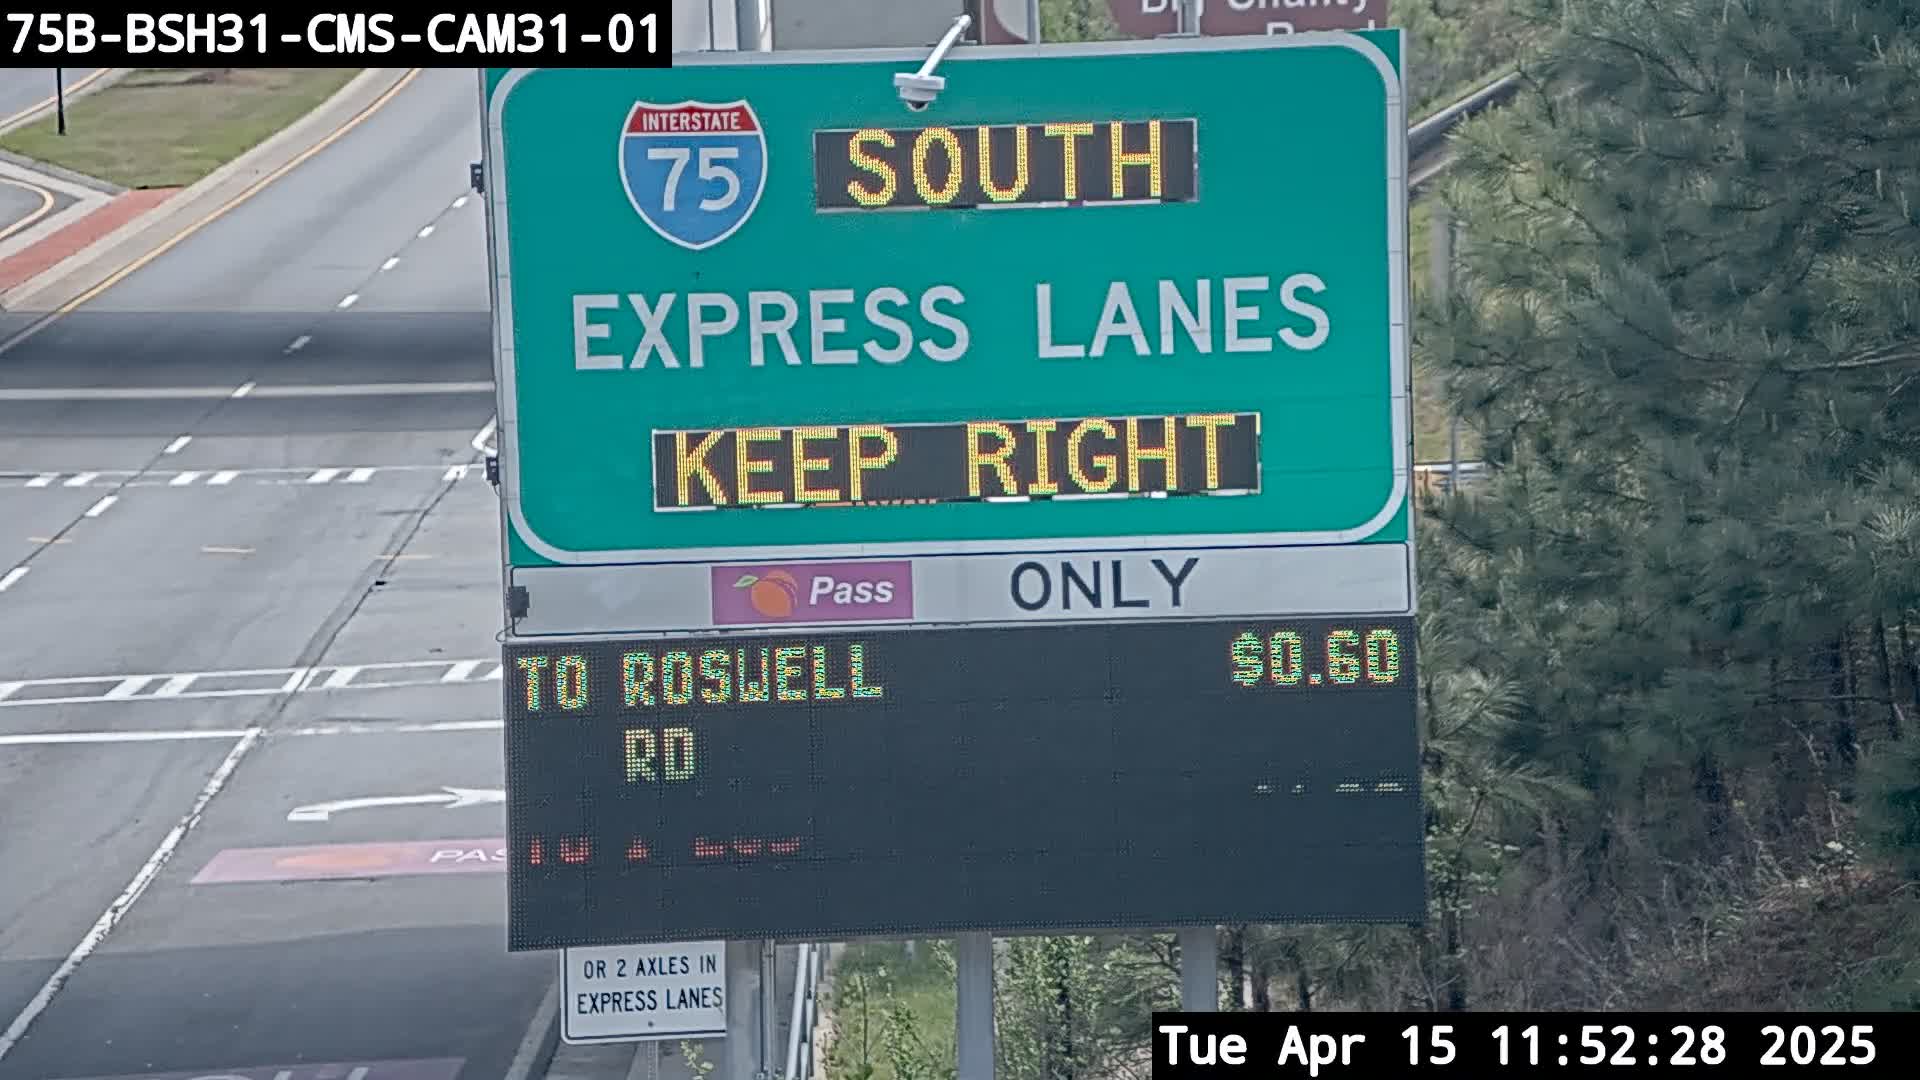 75B-BSH31-CMS-CAM31-01
INTERSTATE
75
SOUTH
EXPRESS LANES
KEEP RIGHT
Pass ONLY
TO ROSWELL $0.60
RD
OR 2 AXLES IN
EXPRESS LANES
Tue Apr 15 11:52:28 2025